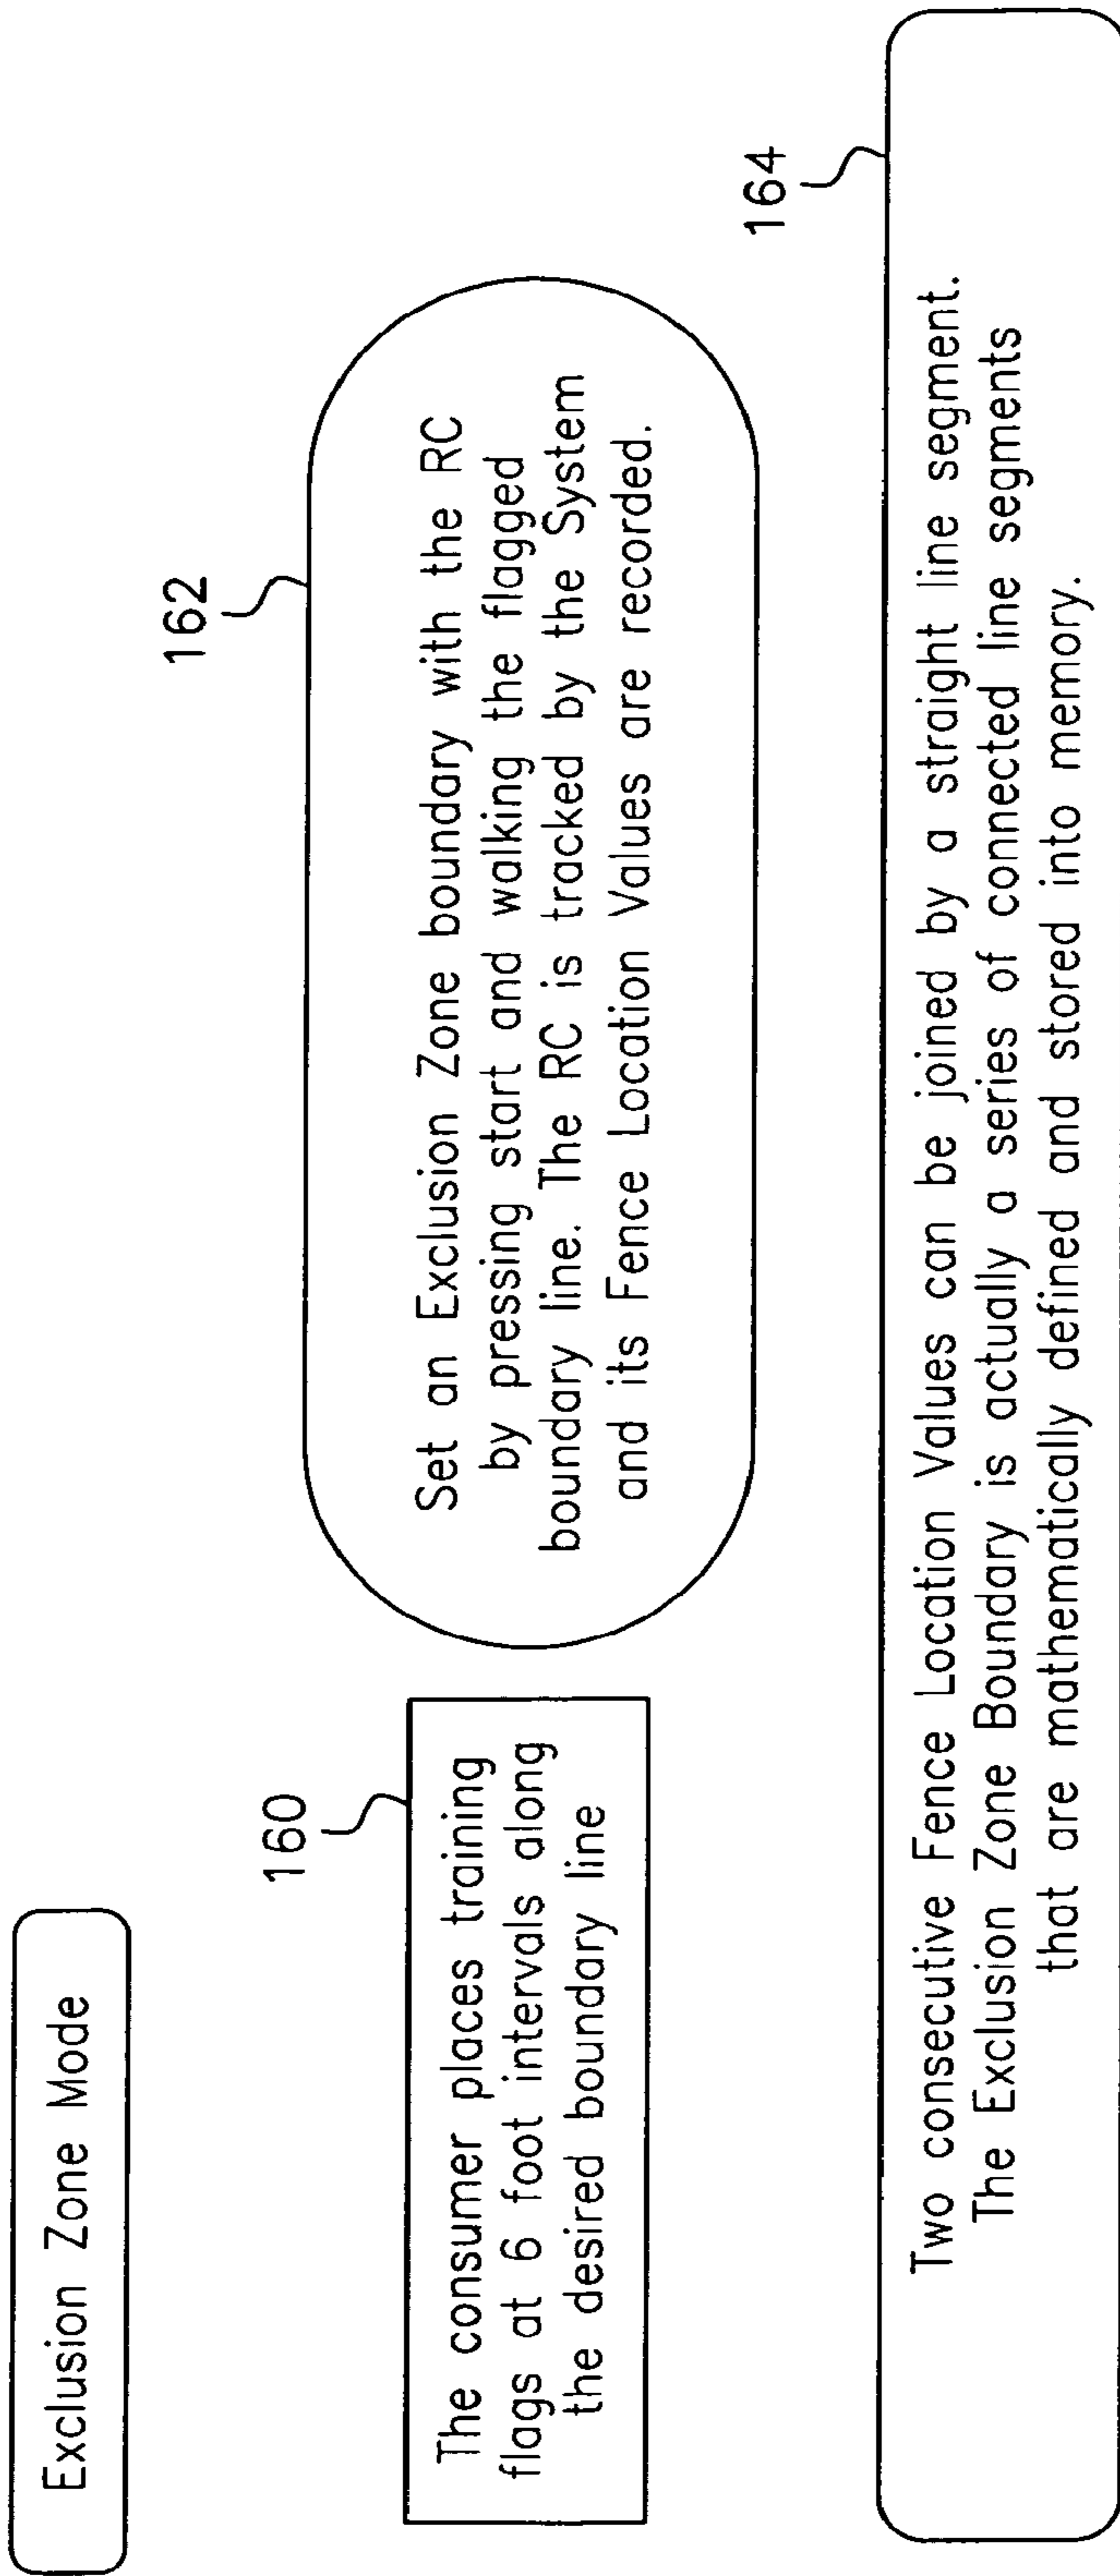 Exclusion Zone Mode
160
The consumer places training
flags at 6 foot intervals along
the desired boundary line
162
Set an Exclusion Zone boundary with the RC
by pressing start and walking the flagged
boundary line. The RC is tracked by the System
and its Fence Location Values are recorded.
164
Two consecutive Fence Location Values can be joined by a straight line segment.
The Exclusion Zone Boundary is actually a series of connected line segments
that are mathematically defined and stored into memory.